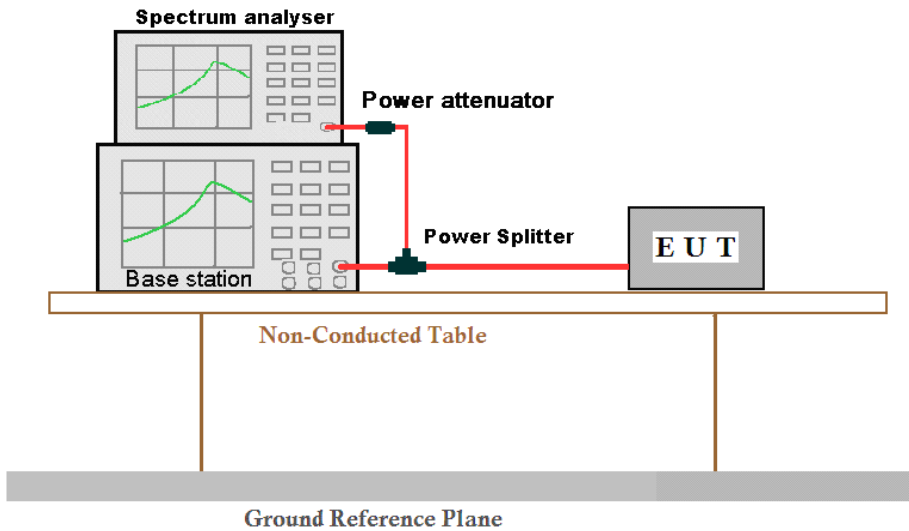 Spectrum analyser
Power attenuator
Power Splitter
E U T
Base station
Non-Conducted Table
Ground Reference Plane